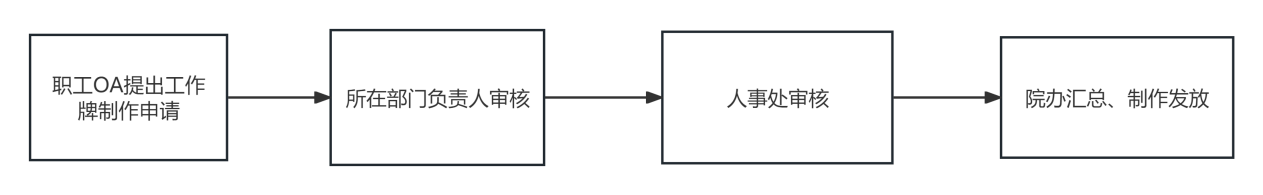 职工OA提出工作
牌制作申请
所在部门负责人审核
人事处审核
院办汇总、制作发放